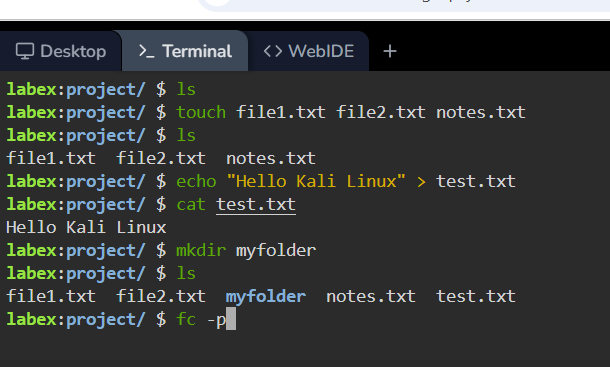 Desktop >_ Terminal <> WebIDE +
labex:project/ $ ls
labex:project/ $ touch file1.txt file2.txt notes.txt
labex:project/ $ ls
file1.txt  file2.txt  notes.txt
labex:project/ $ echo "Hello Kali Linux" > test.txt
labex:project/ $ cat test.txt
Hello Kali Linux
labex:project/ $ mkdir myfolder
labex:project/ $ ls
file1.txt  file2.txt  myfolder  notes.txt  test.txt
labex:project/ $ fc -p